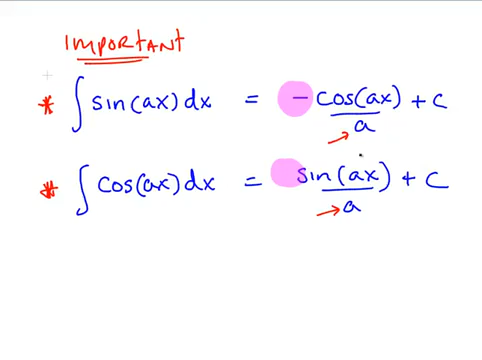 IMPORTANT
* ∫ sin(ax) dx = - cos(ax)/a + c
* ∫ cos(ax) dx = sin(ax)/a + c